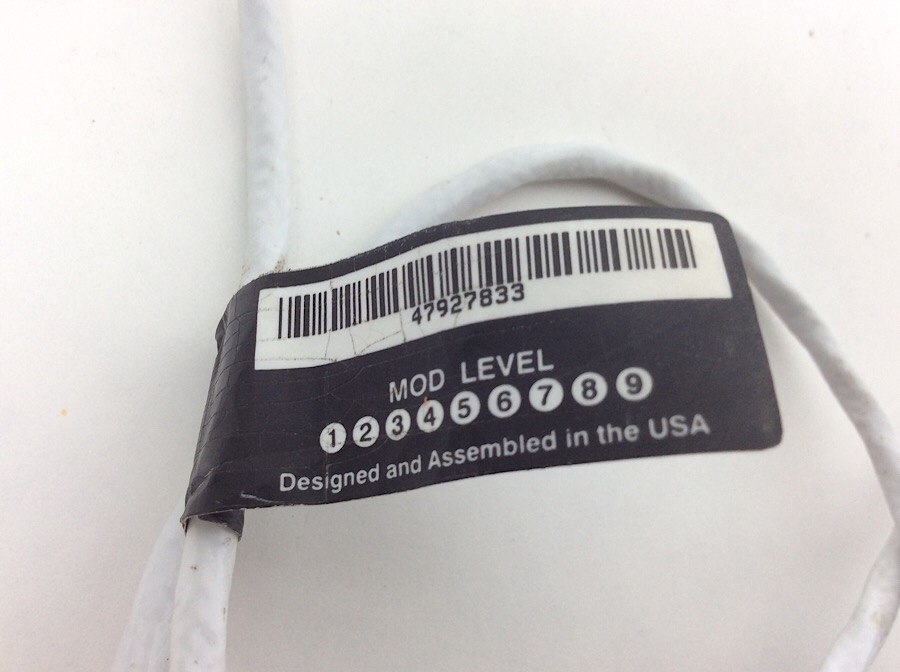 47927833
MOD LEVEL
1 2 3 4 5 6 7 8 9
Designed and Assembled in the USA